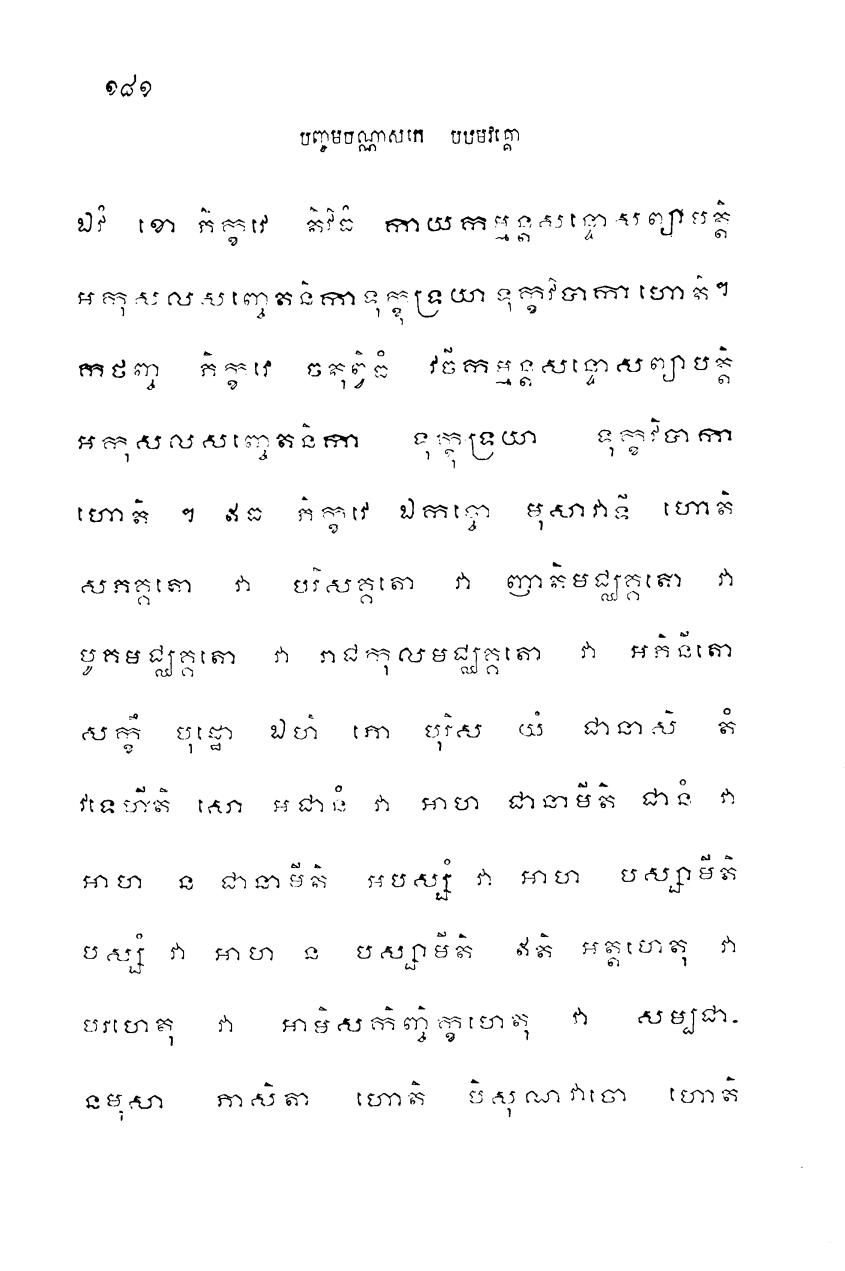 ១៨១
បញ្ចមបណ្ណាសកេ បឋមវគ្គោ
ឯវំ ខោ ភិក្ខវេ តិវិធំ កាយកម្មន្តសន្ទោសព្យាបត្តិ
អកុសលសញ្ចេតនិកាទុក្ខុទ្រយា ទុក្ខវិបាកា ហោតិ។
កថញ្ច ភិក្ខវេ ចតុព្វិធំ វចីកម្មន្តសន្ទោសព្យាបត្តិ
អកុសលសញ្ចេតនិកា ទុក្ខុទ្រយា ទុក្ខវិបាកា
ហោតិ ។ ឥធ ភិក្ខវេ ឯកច្ចោ មុសាវាទី ហោតិ
សភគ្គតោ វា បរិសគ្គតោ វា ញាតិមជ្ឈគ្គតោ វា
បូគមជ្ឈគ្គតោ វា រាជកុលមជ្ឈគ្គតោ វា អភិនីតោ
សក្ខី បុដ្ឋោ ឯហំ ភោ បុរិស យំ ជានាសិ តំ
វទេហីតិ សោ អជានំ វា អាហ ជានាមីតិ ជានំ វា
អាហ ន ជានាមីតិ អបស្សំ វា អាហ បស្សាមីតិ
បស្សំ វា អាហ ន បស្សាមីតិ ឥតិ អត្តហេតុ វា
បរហេតុ វា អាមិសកិញ្ចិក្ខហេតុ វា សម្បជា-
នមុសា ភាសិតា ហោតិ បិសុណវាចោ ហោតិ